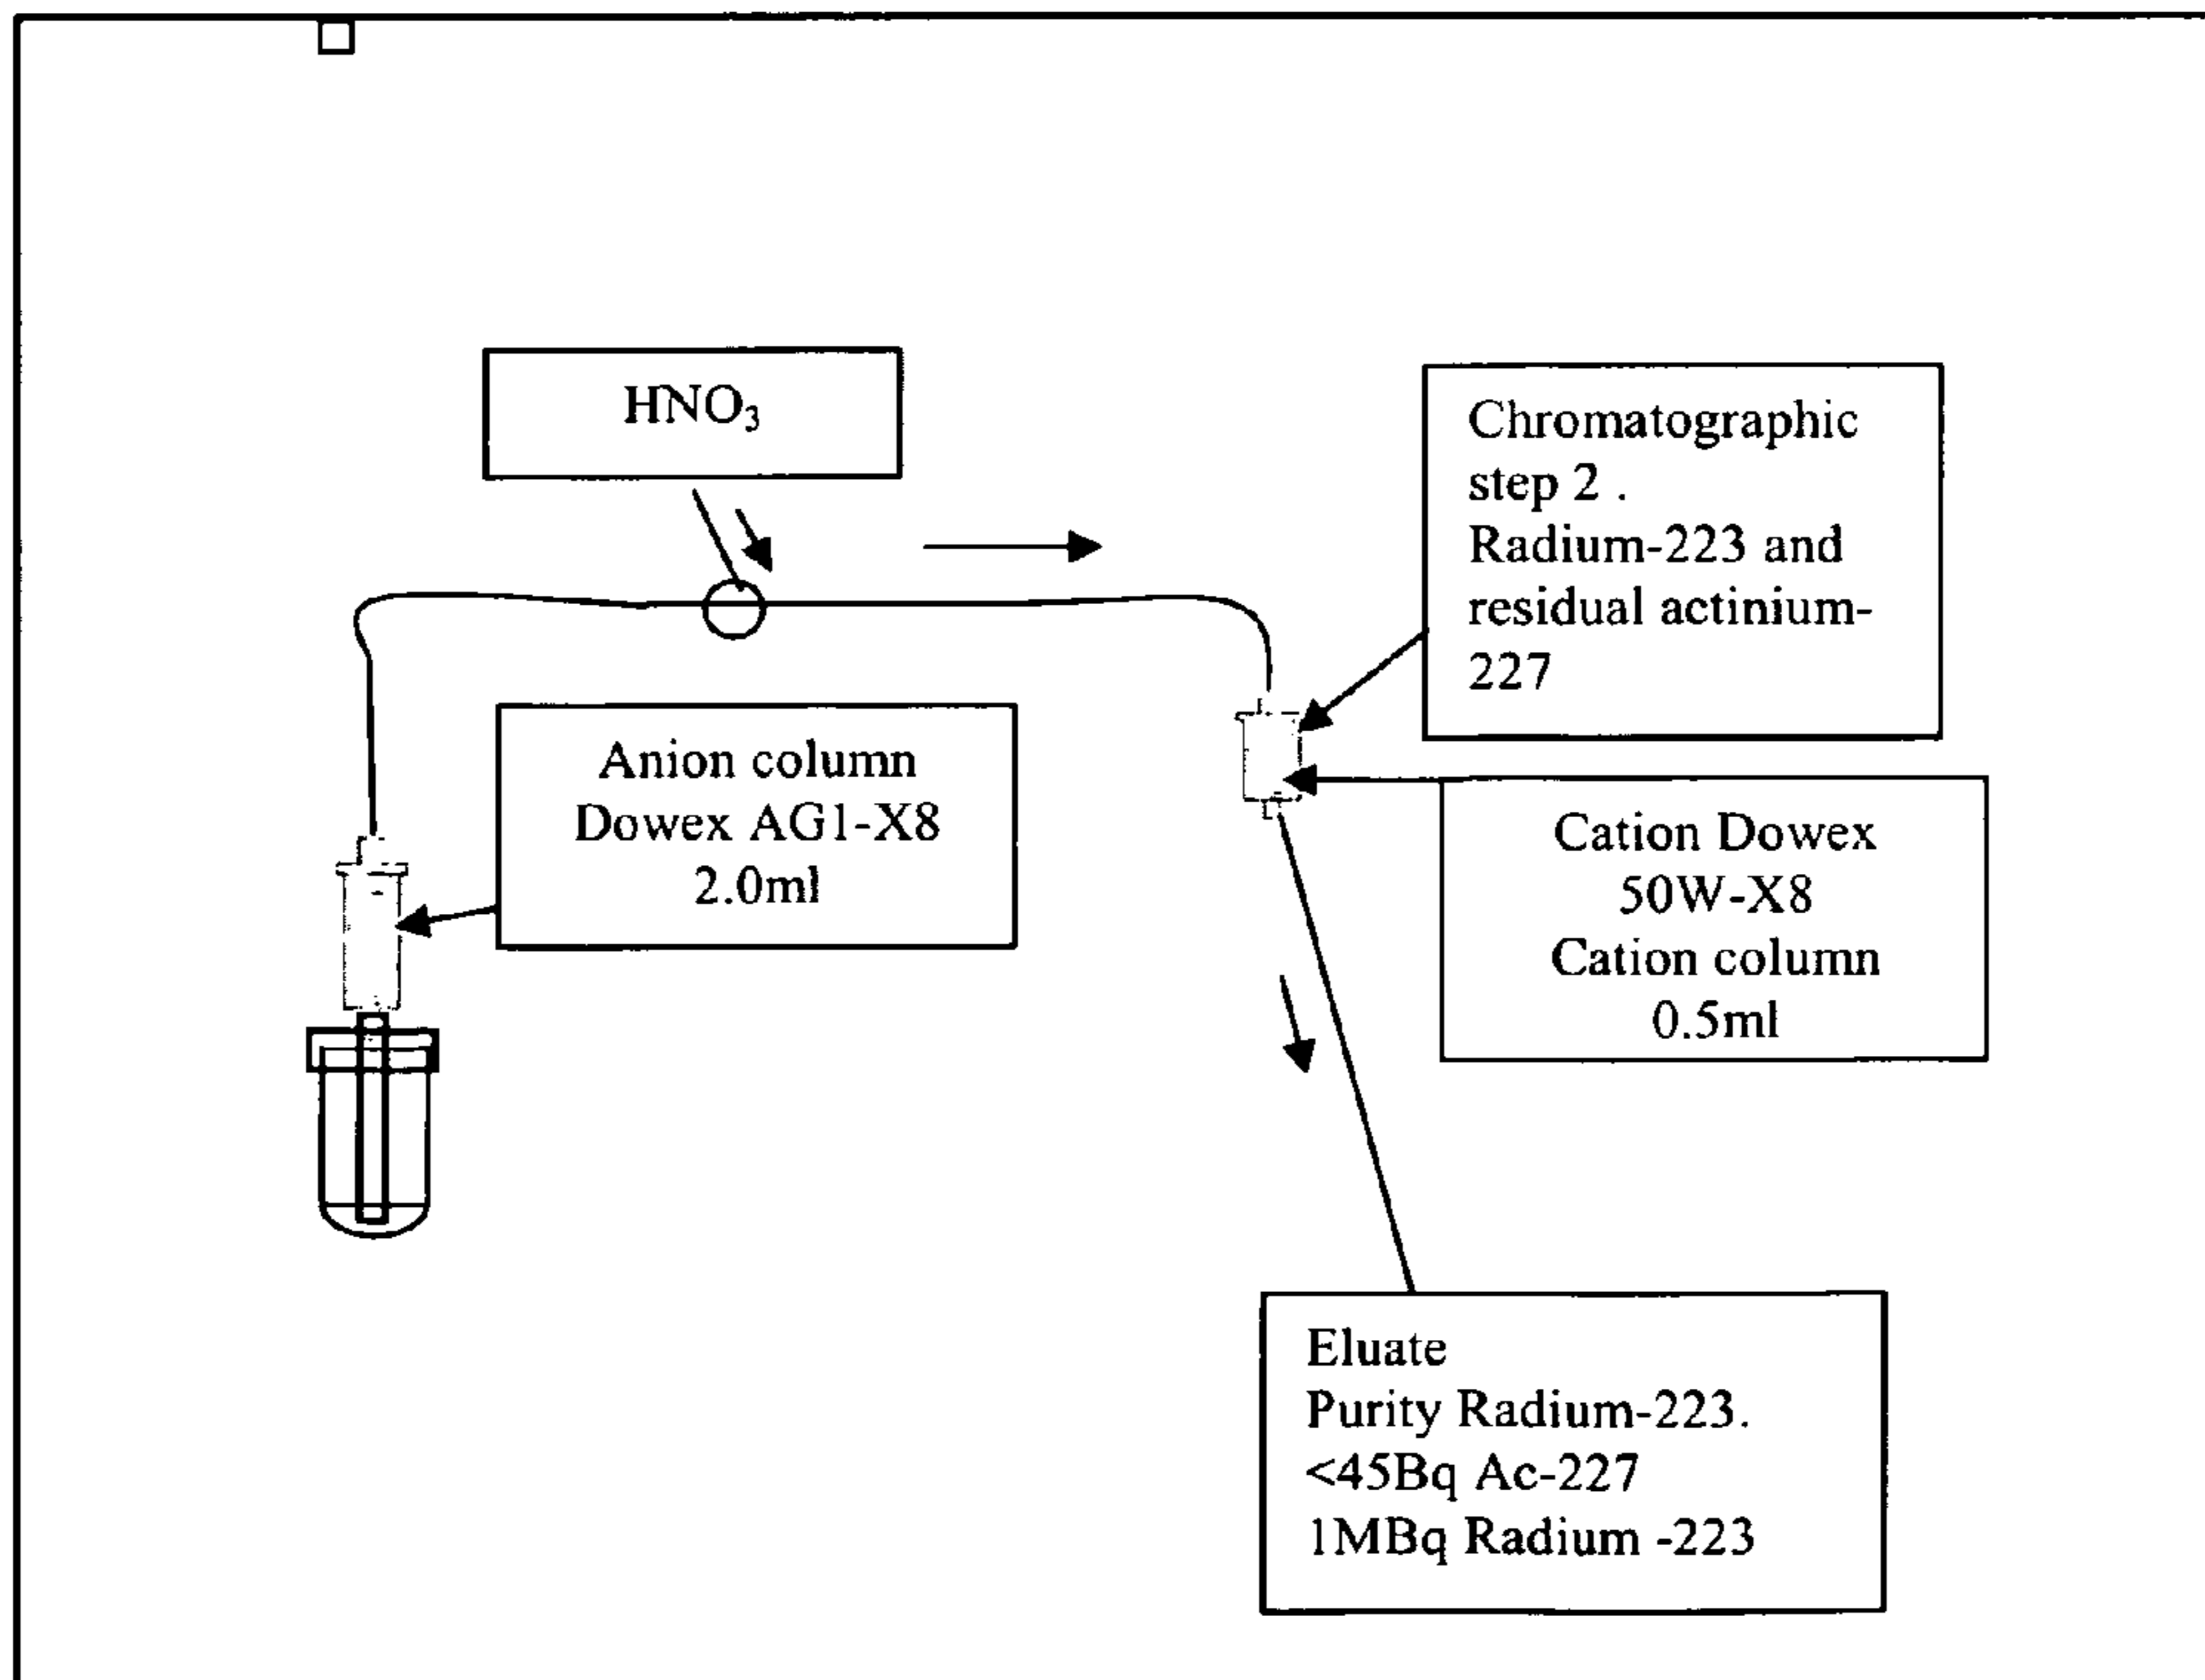 HNO₃
Chromatographic
step 2 .
Radium-223 and
residual actinium-
227
Anion column
Dowex AG1-X8
2.0ml
Cation Dowex
50W-X8
Cation column
0.5ml
Eluate
Purity Radium-223.
<45Bq Ac-227
1MBq Radium -223